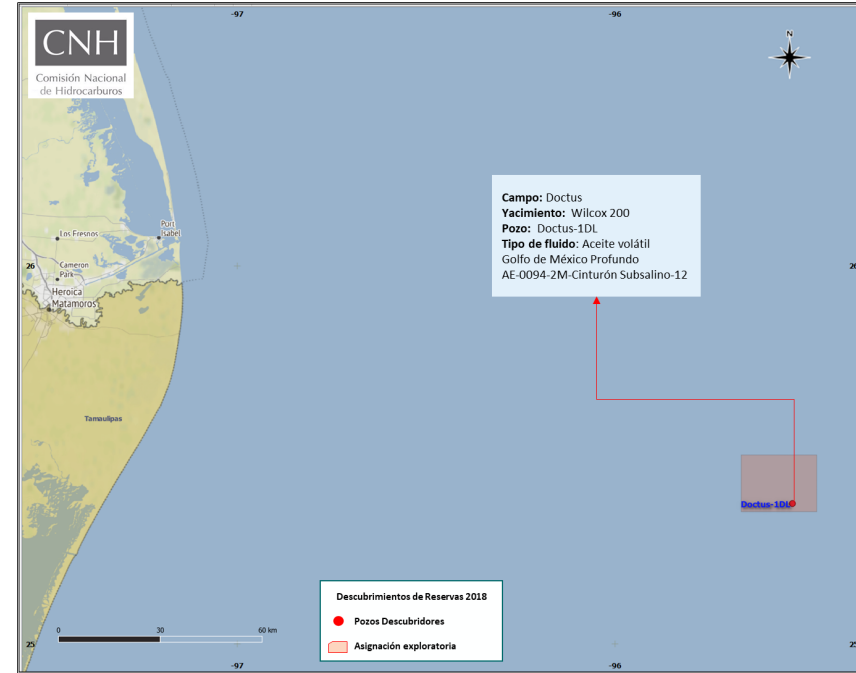 -97
-96
CNH
Comisión Nacional
de Hidrocarburos
N
Campo: Doctus
Yacimiento: Wilcox 200
Pozo: Doctus-1DL
Tipo de fluido: Aceite volátil
Golfo de México Profundo
AE-0094-2M-Cinturón Subsalino-12
Port
Isabel
Los Fresnos
Cameron
Park
26
26
Heroica
Matamoros
Tamaulipas
Doctus-1DL
Descubrimientos de Reservas 2018
Pozos Descubridores
Asignación exploratoria
0
30
60 km
25
25
-97
-96